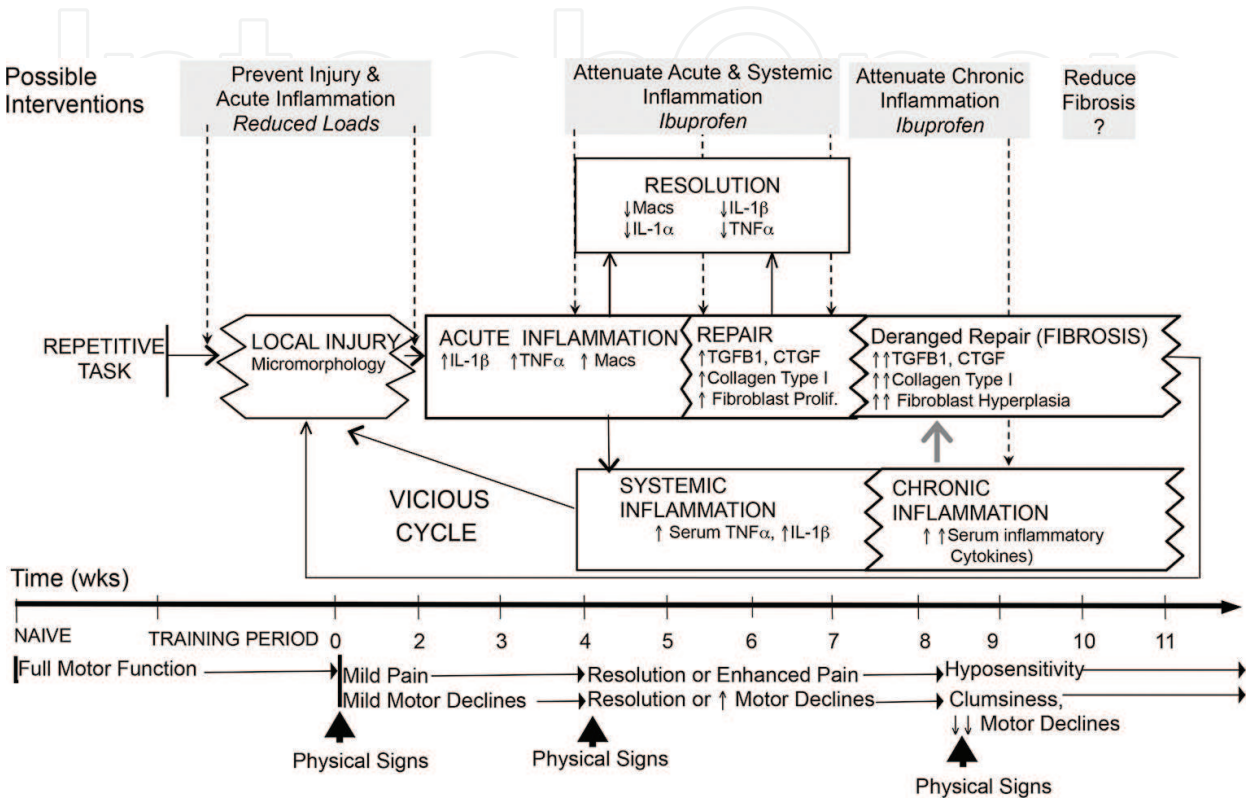 IntechOpen
Possible
Interventions
Prevent Injury &
Acute Inflammation
Reduced Loads
Attenuate Acute & Systemic
Inflammation
Ibuprofen
Attenuate Chronic
Inflammation
Ibuprofen
Reduce
Fibrosis
?
RESOLUTION
↓Macs ↓IL-1β
↓IL-1α ↓TNFα
REPETITIVE
TASK
LOCAL INJURY
Micromorphology
ACUTE INFLAMMATION
↑IL-1β ↑TNFα ↑ Macs
REPAIR
↑TGFB1, CTGF
↑Collagen Type I
↑ Fibroblast Prolif.
Deranged Repair (FIBROSIS)
↑↑TGFB1, CTGF
↑↑Collagen Type I
↑↑ Fibroblast Hyperplasia
VICIOUS
CYCLE
SYSTEMIC
INFLAMMATION
↑ Serum TNFα, ↑IL-1β
CHRONIC
INFLAMMATION
↑ ↑Serum inflammatory
Cytokines)
Time (wks)
NAIVE TRAINING PERIOD 0 2 3 4 5 6 7 8 9 10 11
Full Motor Function
Mild Pain
Mild Motor Declines
Resolution or Enhanced Pain
Resolution or ↑ Motor Declines
Hyposensitivity
Clumsiness,
↓↓ Motor Declines
Physical Signs
Physical Signs
Physical Signs